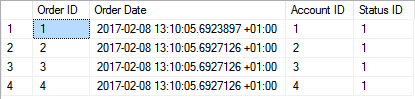 Order ID Order Date Account ID Status ID
1 1 2017-02-08 13:10:05.6923897 +01:00 1 1
2 2 2017-02-08 13:10:05.6927126 +01:00 2 1
3 3 2017-02-08 13:10:05.6927126 +01:00 3 1
4 4 2017-02-08 13:10:05.6927126 +01:00 4 1